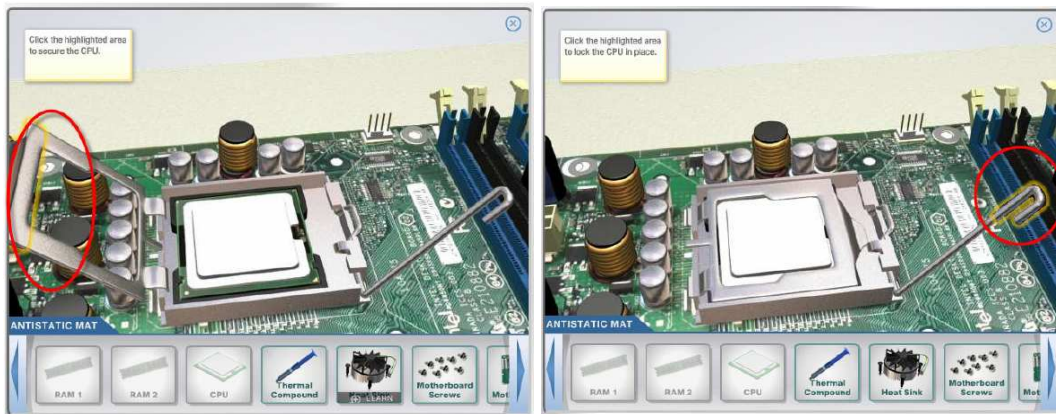 Click the highlighted area
to secure the CPU.
ANTISTATIC MAT
RAM 1
RAM 2
CPU
Thermal
Compound
LEARN
Motherboard
Screws
Click the highlighted area
to lock the CPU in place.
ANTISTATIC MAT
RAM 1
RAM 2
CPU
Thermal
Compound
Heat Sink
Motherboard
Screws